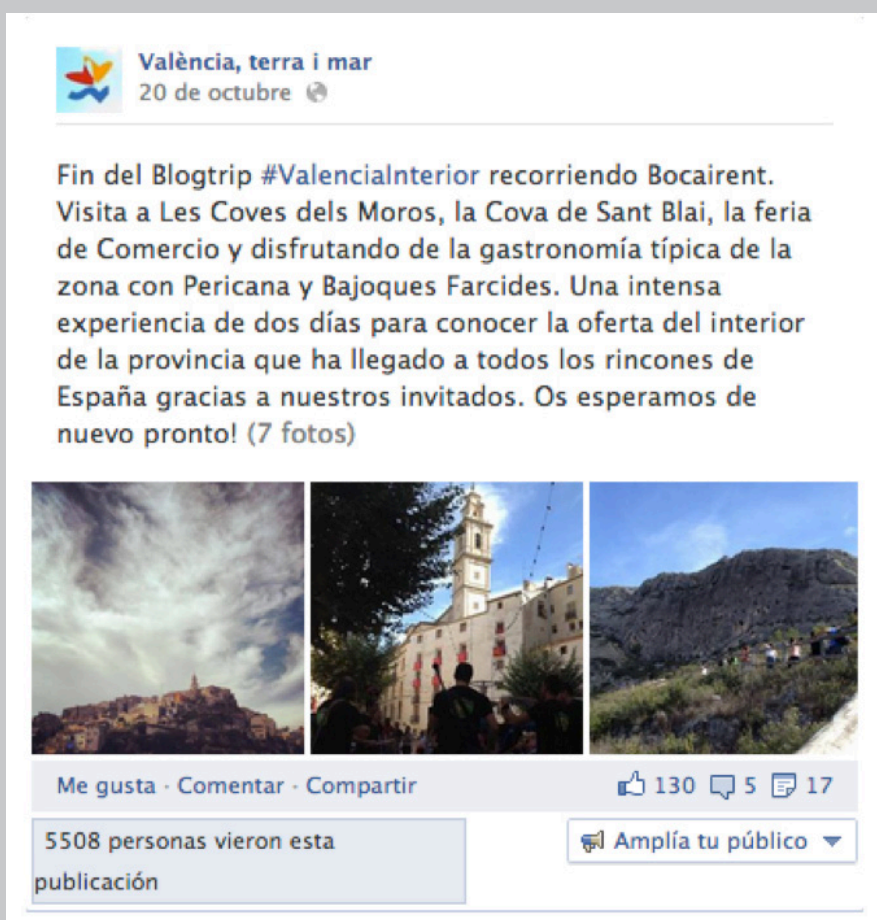 València, terra i mar
20 de octubre
Fin del Blogtrip #ValenciaInterior recorriendo Bocairent.
Visita a Les Coves dels Moros, la Cova de Sant Blai, la feria
de Comercio y disfrutando de la gastronomía típica de la
zona con Pericana y Bajoques Farcides. Una intensa
experiencia de dos días para conocer la oferta del interior
de la provincia que ha llegado a todos los rincones de
España gracias a nuestros invitados. Os esperamos de
nuevo pronto! (7 fotos)
Me gusta · Comentar · Compartir 130 5 17
5508 personas vieron esta
publicación
Amplía tu público